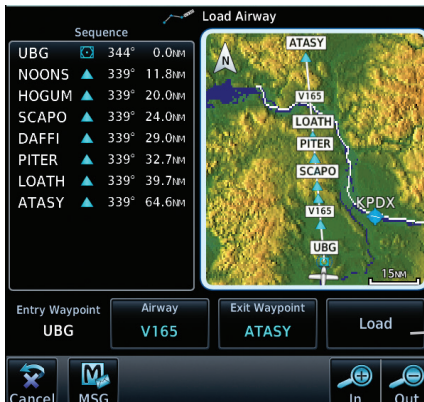 Load Airway
Sequence
UBG 344° 0.0NM
NOONS 339° 11.8NM
HOGUM 339° 20.0NM
SCAPO 339° 24.0NM
DAFFI 339° 29.0NM
PITER 339° 32.7NM
LOATH 339° 39.7NM
ATASY 339° 64.6NM
N
ATASY
V165
LOATH
PITER
SCAPO
KPDX
V165
UBG
15NM
Entry Waypoint
UBG
Airway
V165
Exit Waypoint
ATASY
Load
Cancel
MSG
In
Out